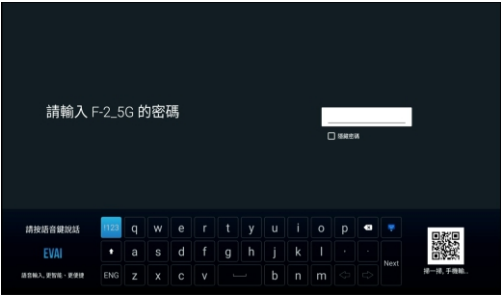 請輸入 F-2_5G 的密碼
隱藏密碼
請按語音鍵說話
EVAI
語音輸入, 更智能·更便捷
!123 q w e r t y u i o p
a s d f g h j k l
Next
ENG z x c v b n m
掃一掃, 手機輸...